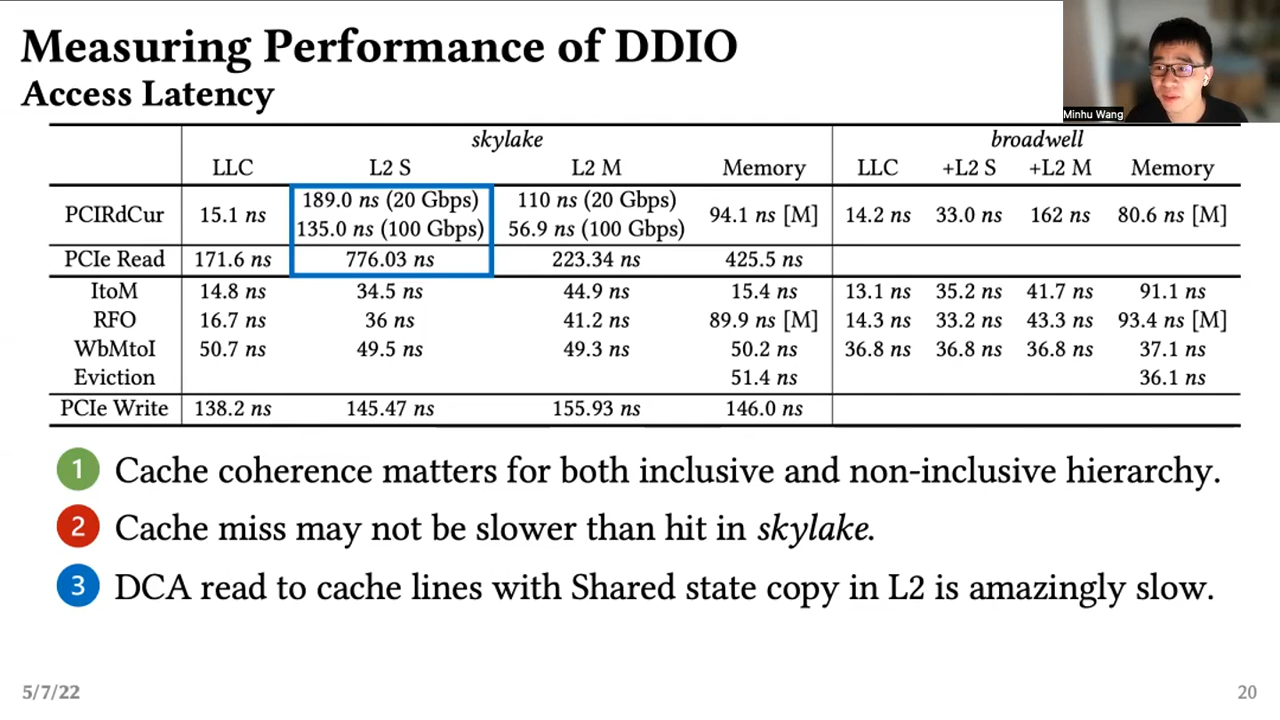 Measuring Performance of DDIO
Access Latency
Minhu Wang
skylake broadwell
LLC L2 S L2 M Memory LLC +L2 S +L2 M Memory
PCIRdCur 15.1 ns 189.0 ns (20 Gbps) 110 ns (20 Gbps) 94.1 ns [M] 14.2 ns 33.0 ns 162 ns 80.6 ns [M]
135.0 ns (100 Gbps) 56.9 ns (100 Gbps)
PCIe Read 171.6 ns 776.03 ns 223.34 ns 425.5 ns
ItoM 14.8 ns 34.5 ns 44.9 ns 15.4 ns 13.1 ns 35.2 ns 41.7 ns 91.1 ns
RFO 16.7 ns 36 ns 41.2 ns 89.9 ns [M] 14.3 ns 33.2 ns 43.3 ns 93.4 ns [M]
WbMtoI 50.7 ns 49.5 ns 49.3 ns 50.2 ns 36.8 ns 36.8 ns 36.8 ns 37.1 ns
Eviction 51.4 ns 36.1 ns
PCIe Write 138.2 ns 145.47 ns 155.93 ns 146.0 ns
1 Cache coherence matters for both inclusive and non-inclusive hierarchy.
2 Cache miss may not be slower than hit in skylake.
3 DCA read to cache lines with Shared state copy in L2 is amazingly slow.
5/7/22 20